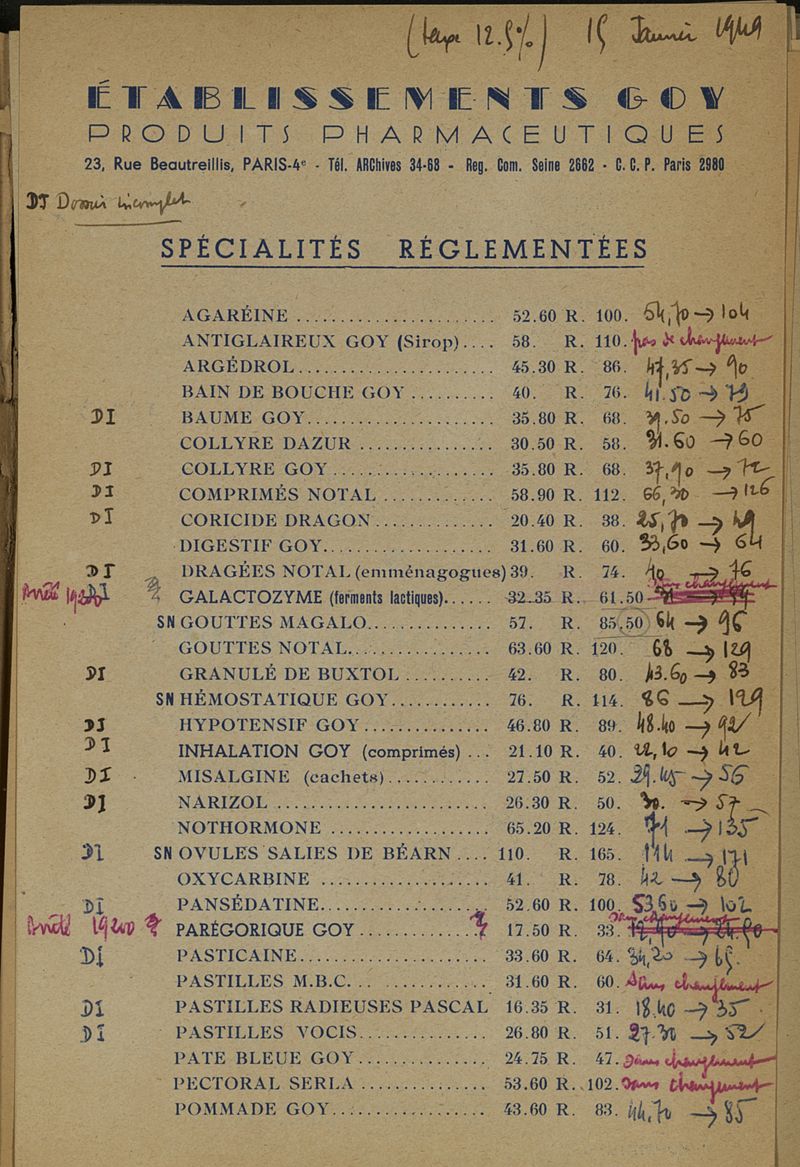 (taxe 12.5%) 15 Janvier 1949
ÉTABLISSEMENTS GOY
PRODUITS PHARMACEUTIQUES
23, Rue Beautreillis, PARIS-4e - Tél. ARChives 34-68 - Reg. Com. Seine 2662 - C.C.P. Paris 2980
DI Dossier incomplet
SPÉCIALITÉS RÉGLEMENTÉES
AGARÉINE ...................... 52.60 R. 100. 54,70 → 104
ANTIGLAIREUX GOY (Sirop).... 58. R. 110. pas de changement
ARGÉDROL...................... 45.30 R. 86. 47,35 → 90
BAIN DE BOUCHE GOY .......... 40. R. 76. 41.50 → 79
DI BAUME GOY..................... 35.80 R. 68. 39.50 → 75
COLLYRE DAZUR ................ 30.50 R. 58. 31.60 → 60
DI COLLYRE GOY .................. 35.80 R. 68. 37,90 → 72
DI COMPRIMÉS NOTAL ............. 58.90 R. 112. 66,30 → 126
DI CORICIDE DRAGON.............. 20.40 R. 38. 25,70 → 49
DIGESTIF GOY.................... 31.60 R. 60. 33,60 → 64
DI DRAGÉES NOTAL (emménagogues) 39. R. 74. 40 → 76
DI GALACTOZYME (ferments lactiques)...... 32.35 R. 61.50 sans changement
SN GOUTTES MAGALO............... 57. R. 85.50 64 → 96
GOUTTES NOTAL................. 63.60 R. 120. 68 → 129
DI GRANULÉ DE BUXTOL .......... 42. R. 80. 43.60 → 83
SN HÉMOSTATIQUE GOY............ 76. R. 114. 86 → 129
DI HYPOTENSIF GOY............... 46.80 R. 89. 48.40 → 92
DI INHALATION GOY (comprimés) ... 21.10 R. 40. 22,10 → 42
DI MISALGINE (cachets)............ 27.50 R. 52. 29.45 → 56
DI NARIZOL ........................ 26.30 R. 50. 30. → 57
NOTHORMONE .................. 65.20 R. 124. 71 → 135
DI SN OVULES SALIES DE BÉARN .... 110. R. 165. 114 → 171
OXYCARBINE ................... 41. R. 78. 42 → 80
DI PANSÉDATINE................... 52.60 R. 100. 53.60 → 102
PARÉGORIQUE GOY .............. 17.50 R. 33. sans changement
DI PASTICAINE..................... 33.60 R. 64. 34,20 → 65.
PASTILLES M.B.C. ................ 31.60 R. 60. sans changement
DI PASTILLES RADIEUSES PASCAL 16.35 R. 31. 18.40 → 35
DI PASTILLES VOCIS............... 26.80 R. 51. 27.30 → 52
PATE BLEUE GOY ............... 24.75 R. 47. sans changement
PECTORAL SERLA ............... 53.60 R. 102. sans changement
POMMADE GOY.................. 43.60 R. 83. 44,70 → 85